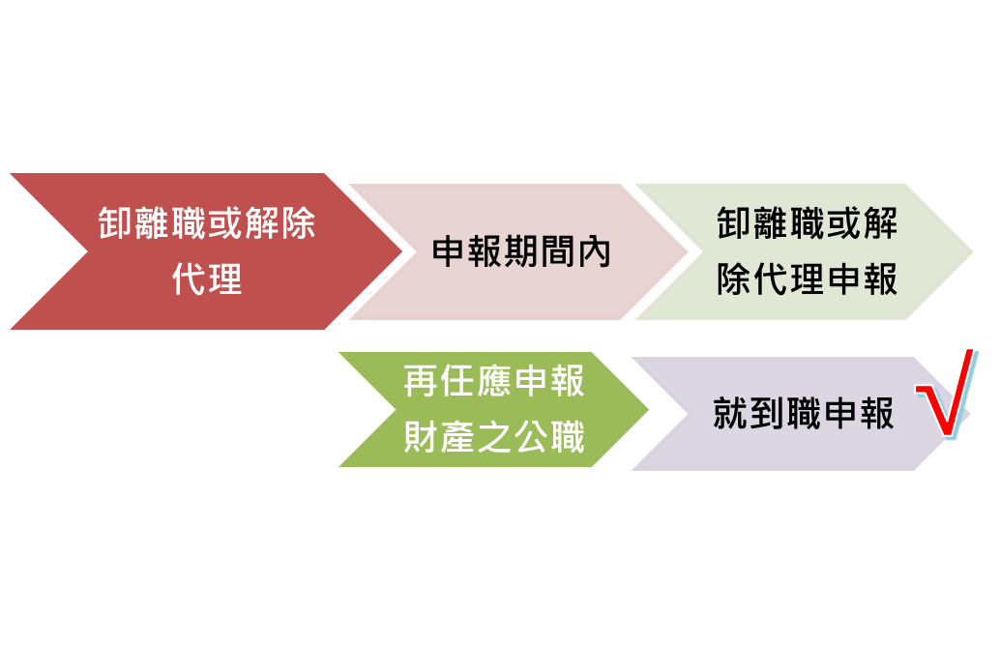 卸離職或解除
代理
申報期間內
卸離職或解
除代理申報
再任應申報
財產之公職
就到職申報
√